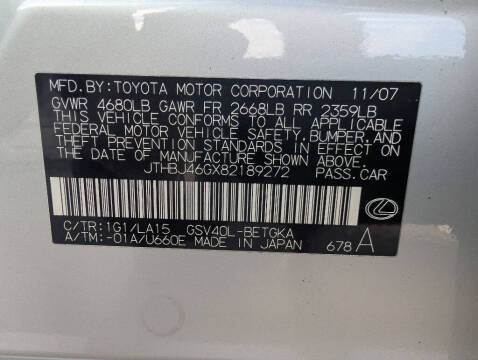 MFD. BY: TOYOTA MOTOR CORPORATION 11/07
GVWR 4680LB GAWR FR 2668LB RR 2359LB
THIS VEHICLE CONFORMS TO ALL APPLICABLE
FEDERAL MOTOR VEHICLE SAFETY, BUMPER, AND
THEFT PREVENTION STANDARDS IN EFFECT ON
THE DATE OF MANUFACTURE SHOWN ABOVE.
JTHBJ46GX82189272 PASS. CAR
C/TR: 1G1/LA15 GSV40L-BETGKA
A/TM: -01A/U660E MADE IN JAPAN 678 A